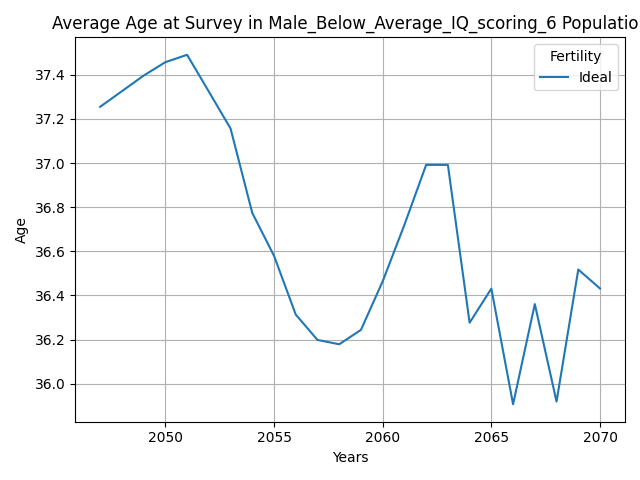 Average Age at Survey in Male_Below_Average_IQ_scoring_6 Populatio
Fertility
Ideal
Age
37.4
37.2
37.0
36.8
36.6
36.4
36.2
36.0
2050 2055 2060 2065 2070
Years